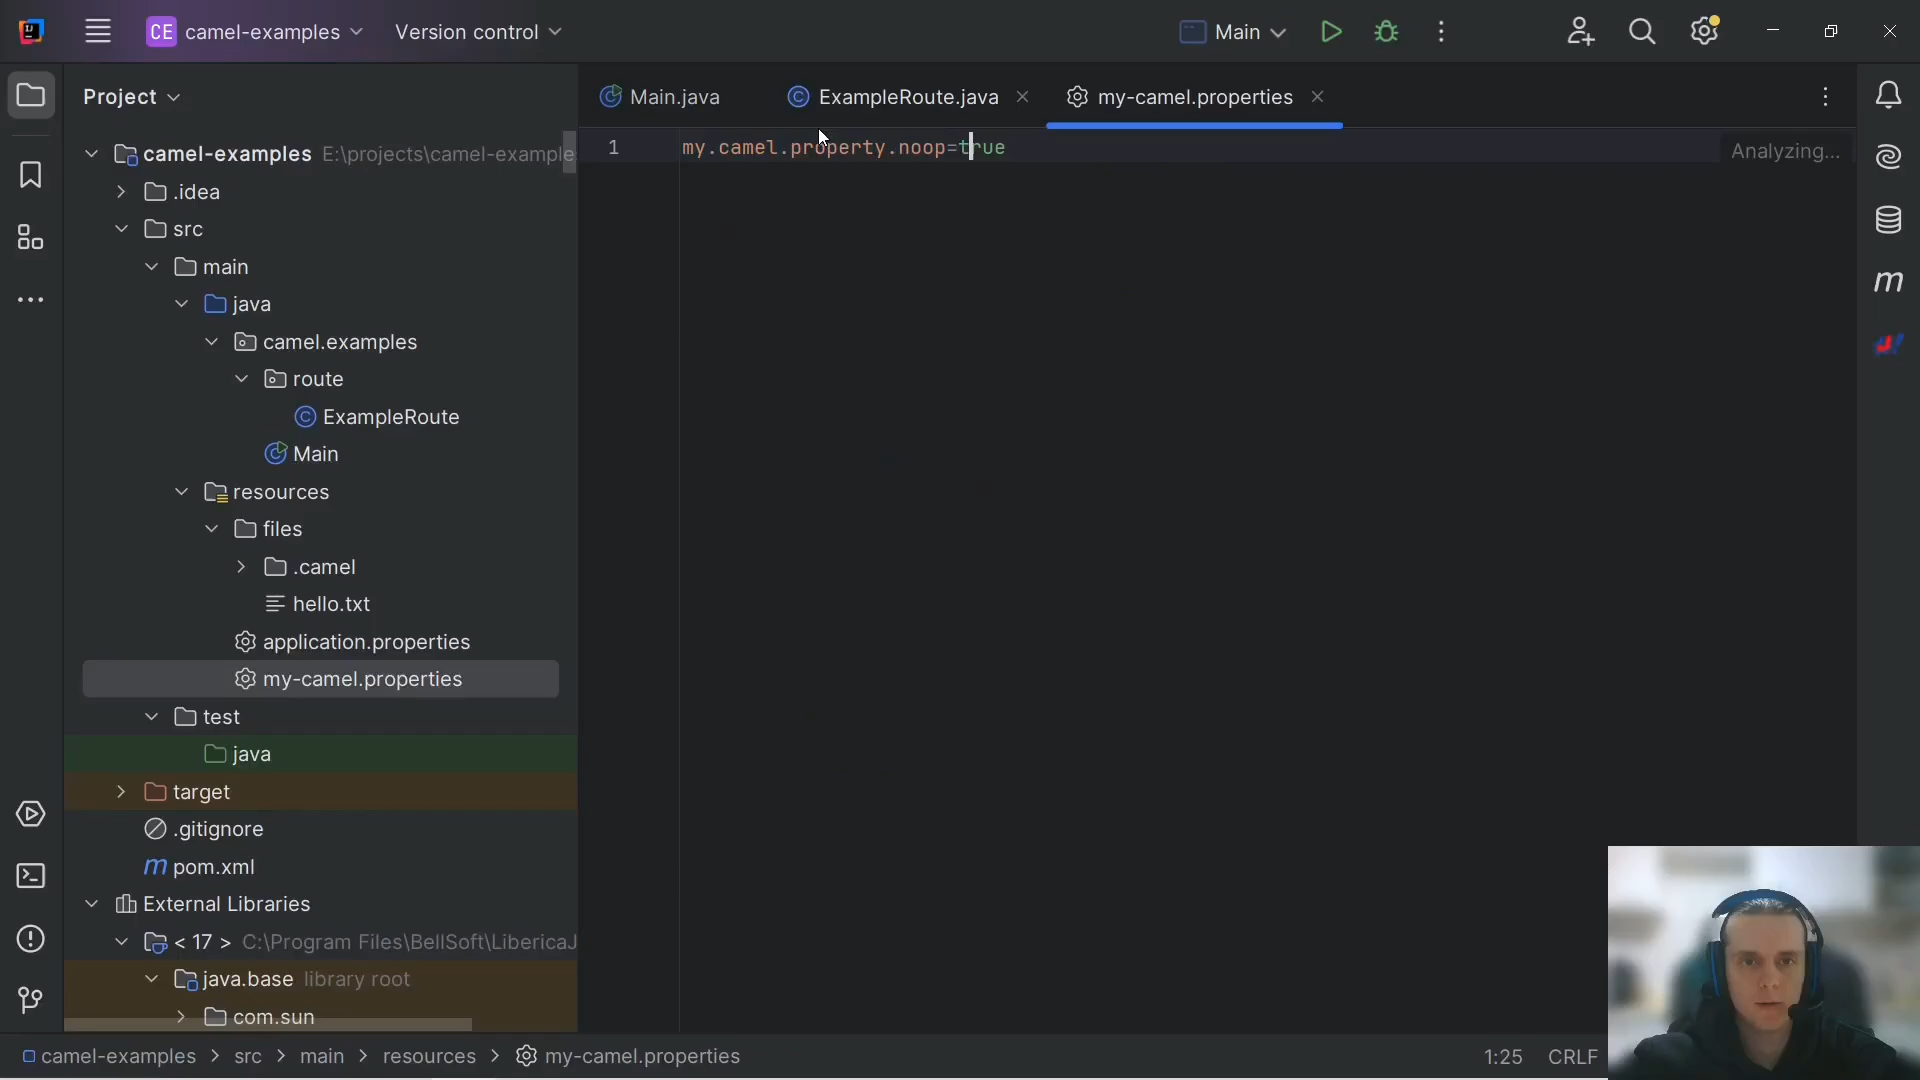 CE camel-examples
Version control
Main
Project
Main.java
ExampleRoute.java
my-camel.properties
camel-examples E:\projects\camel-example
.idea
src
main
java
camel.examples
route
ExampleRoute
Main
resources
files
.camel
hello.txt
application.properties
my-camel.properties
test
java
target
.gitignore
m pom.xml
External Libraries
< 17 > C:\Program Files\BellSoft\LibericaJ
java.base library root
com.sun
1 my.camel.property.noop=true
Analyzing...
m
camel-examples > src > main > resources > my-camel.properties
1:25 CRLF